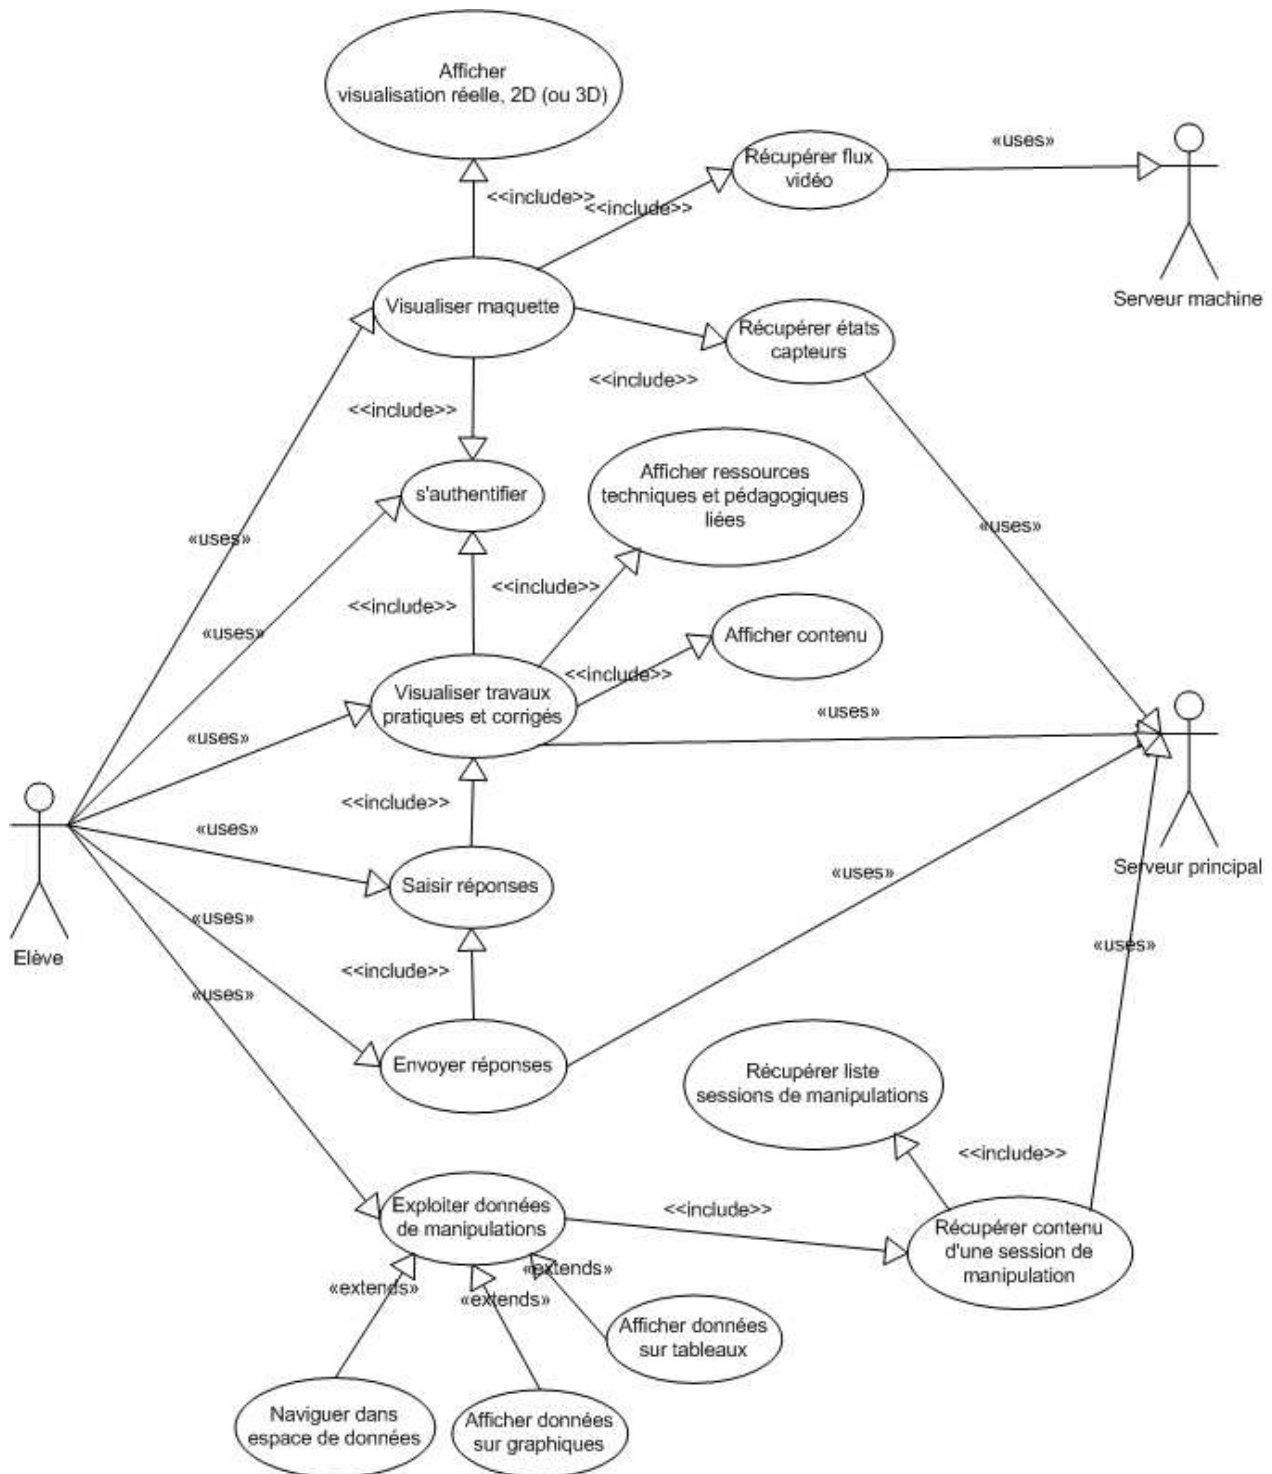 Afficher
visualisation réelle, 2D (ou 3D)
«uses»
Récupérer flux
vidéo
<<include>>
<<include>>
Serveur machine
Visualiser maquette
Récupérer états
capteurs
<<include>>
<<include>>
Afficher ressources
techniques et pédagogiques
liées
s'authentifier
«uses»
«uses»
<<include>>
<<include>>
«uses»
Afficher contenu
<<include>>
Visualiser travaux
pratiques et corrigés
«uses»
«uses»
<<include>>
«uses»
Serveur principal
«uses»
Saisir réponses
«uses»
«uses»
Elève
<<include>>
«uses»
Envoyer réponses
Récupérer liste
sessions de manipulations
<<include>>
Exploiter données
de manipulations
<<include>>
Récupérer contenu
d'une session de
manipulation
«extends»
«extends»
«extends»
Afficher données
sur tableaux
Naviguer dans
espace de données
Afficher données
sur graphiques